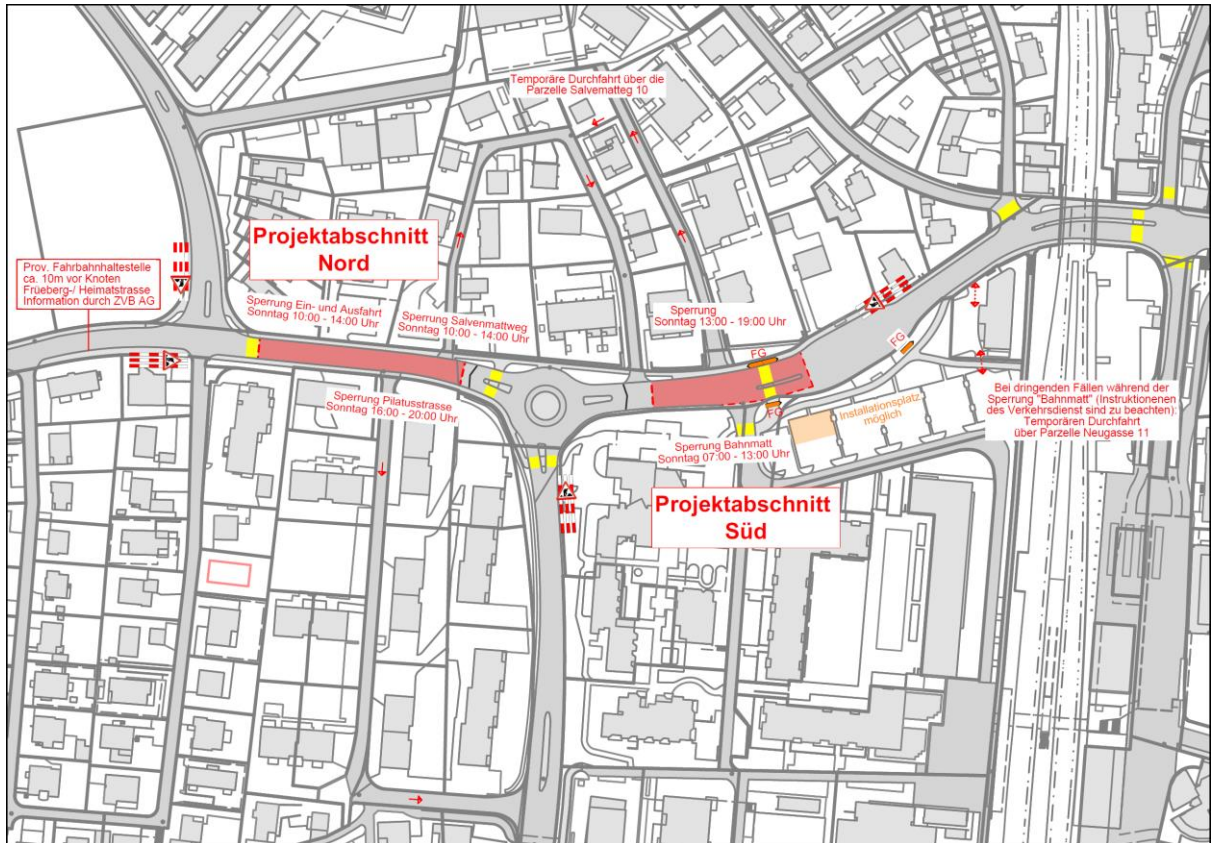 Temporäre Durchfahrt über die
Parzelle Salvematteg 10
Projektabschnitt
Nord
Prov. Fahrbahnhaltestelle
ca. 10m vor Knoten
Früeberg-/ Heimatstrasse
Information durch ZVB AG
Sperrung Ein- und Ausfahrt
Sonntag 10:00 - 14:00 Uhr
Sperrung Salvenmattweg
Sonntag 10:00 - 14:00 Uhr
Sperrung
Sonntag 13:00 - 19:00 Uhr
FG
FG
FG
Sperrung Pilatusstrasse
Sonntag 16:00 - 20:00 Uhr
Installationsplatz
möglich
Bei dringenden Fällen während der
Sperrung "Bahnmatt" (Instruktionenen
des Verkehrsdienst sind zu beachten):
Temporären Durchfahrt
über Parzelle Neugasse 11
Sperrung Bahnmatt
Sonntag 07:00 - 13:00 Uhr
Projektabschnitt
Süd